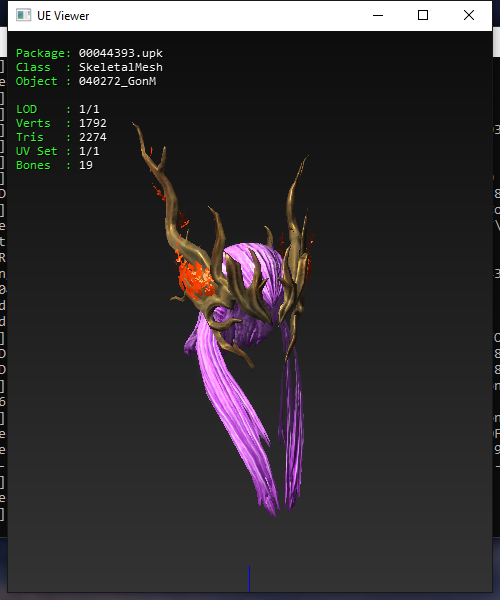 UE Viewer
Package: 00044393.upk
Class  : SkeletalMesh
Object : 040272_GonM
LOD    : 1/1
Verts  : 1792
Tris   : 2274
UV Set : 1/1
Bones  : 19